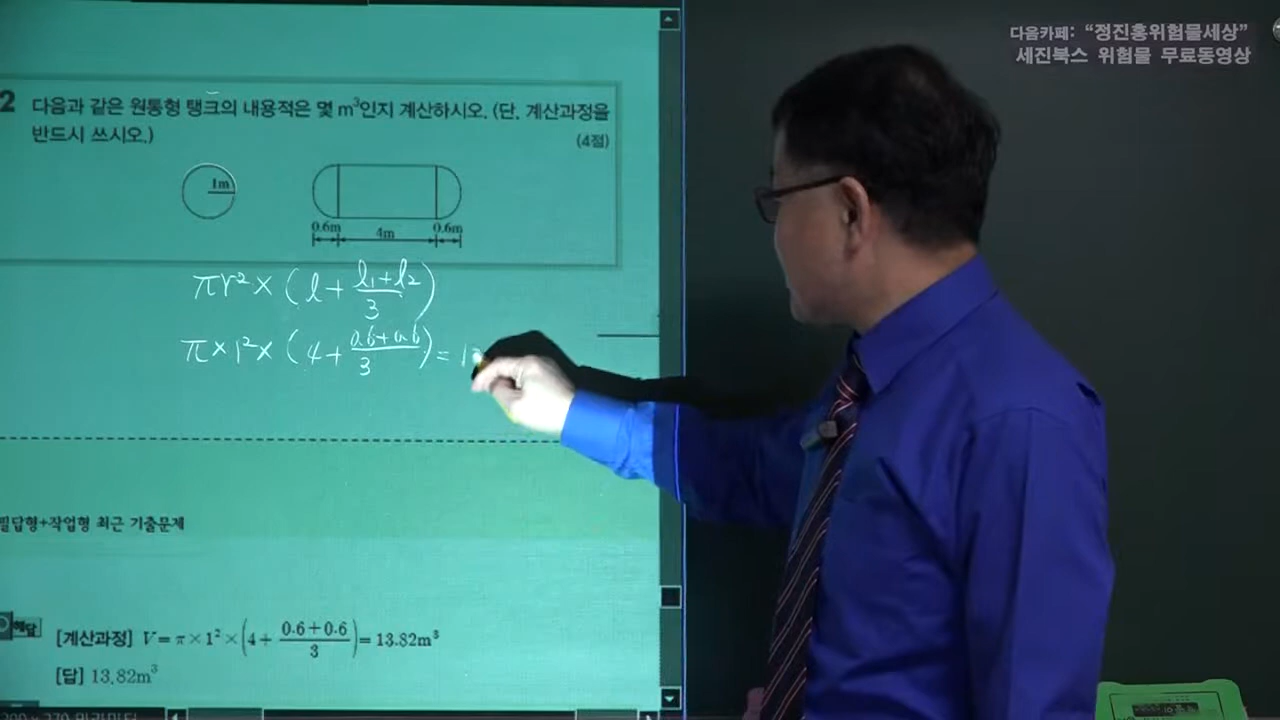 다음카페: "정진홍위험물세상"
세진북스 위험물 무료동영상
2 다음과 같은 원통형 탱크의 내용적은 몇 m³인지 계산하시오. (단, 계산과정을
반드시 쓰시오.) (4점)
1m
0.6m 4m 0.6m
πr² × (l + (l₁+l₂)/3)
π×1²× (4 + (0.6+0.6)/3) = 13
필답형+작업형 최근 기출문제
해답
[계산과정] V = π × 1² × (4 + (0.6 + 0.6)/3) = 13.82m³
[답] 13.82m³